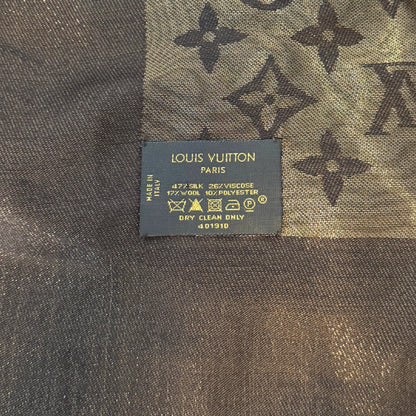 LOUIS VUITTON
PARIS
MADE IN
ITALY
47% SILK 26% VISCOSE
17% WOOL 10% POLYESTER
P ®
DRY CLEAN ONLY
401910